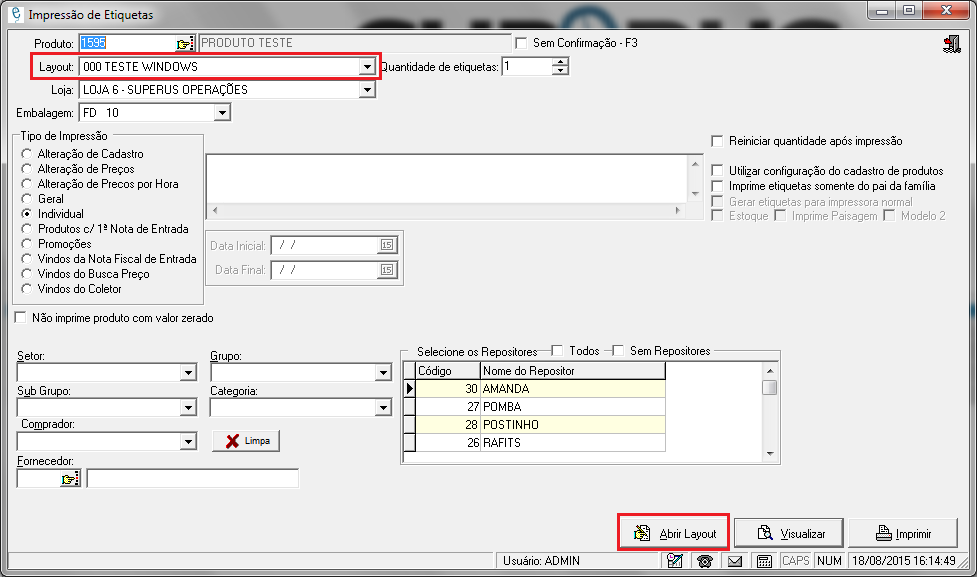 Impressão de Etiquetas
Produto: 1595 PRODUTO TESTE Sem Confirmação - F3
Layout: 000 TESTE WINDOWS Quantidade de etiquetas: 1
Loja: LOJA 6 - SUPERUS OPERAÇÕES
Embalagem: FD 10
Tipo de Impressão
Alteração de Cadastro
Alteração de Preços
Alteração de Precos por Hora
Geral
Individual
Produtos c/ 1ª Nota de Entrada
Promoções
Vindos da Nota Fiscal de Entrada
Vindos do Busca Preço
Vindos do Coletor
Reiniciar quantidade após impressão
Utilizar configuração do cadastro de produtos
Imprime etiquetas somente do pai da família
Gerar etiquetas para impressora normal
Estoque Imprime Paisagem Modelo 2
Data Inicial: / / 15
Data Final: / / 15
Não imprime produto com valor zerado
Setor: Grupo:
Sub Grupo: Categoria:
Comprador:
Limpa
Fornecedor:
Selecione os Repositores Todos Sem Repositores
Código Nome do Repositor
30 AMANDA
27 POMBA
28 POSTINHO
26 RAFITS
Abrir Layout Visualizar Imprimir
Usuário: ADMIN CAPS NUM 18/08/2015 16:14:49